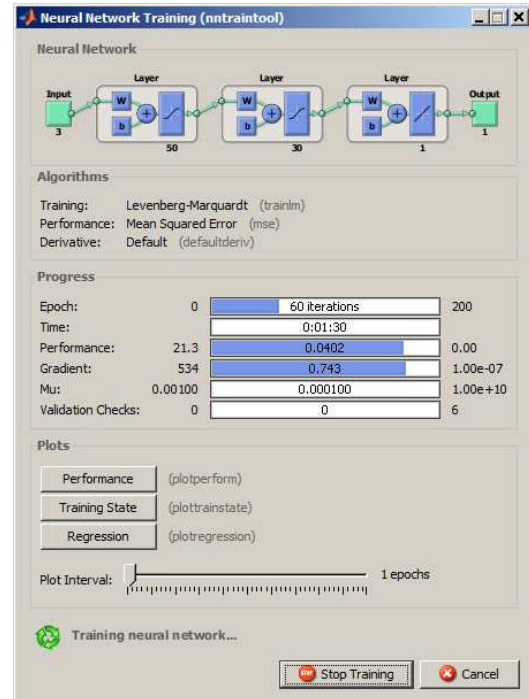 Neural Network Training (nntraintool)
Neural Network
Layer Layer Layer
Input Output
W W W
b b b
3 1
50 30 1
Algorithms
Training: Levenberg-Marquardt (trainlm)
Performance: Mean Squared Error (mse)
Derivative: Default (defaultderiv)
Progress
Epoch: 0 60 iterations 200
Time: 0:01:30
Performance: 21.3 0.0402 0.00
Gradient: 534 0.743 1.00e-07
Mu: 0.00100 0.000100 1.00e+10
Validation Checks: 0 0 6
Plots
Performance (plotperform)
Training State (plottrainstate)
Regression (plotregression)
Plot Interval: 1 epochs
Training neural network...
Stop Training Cancel